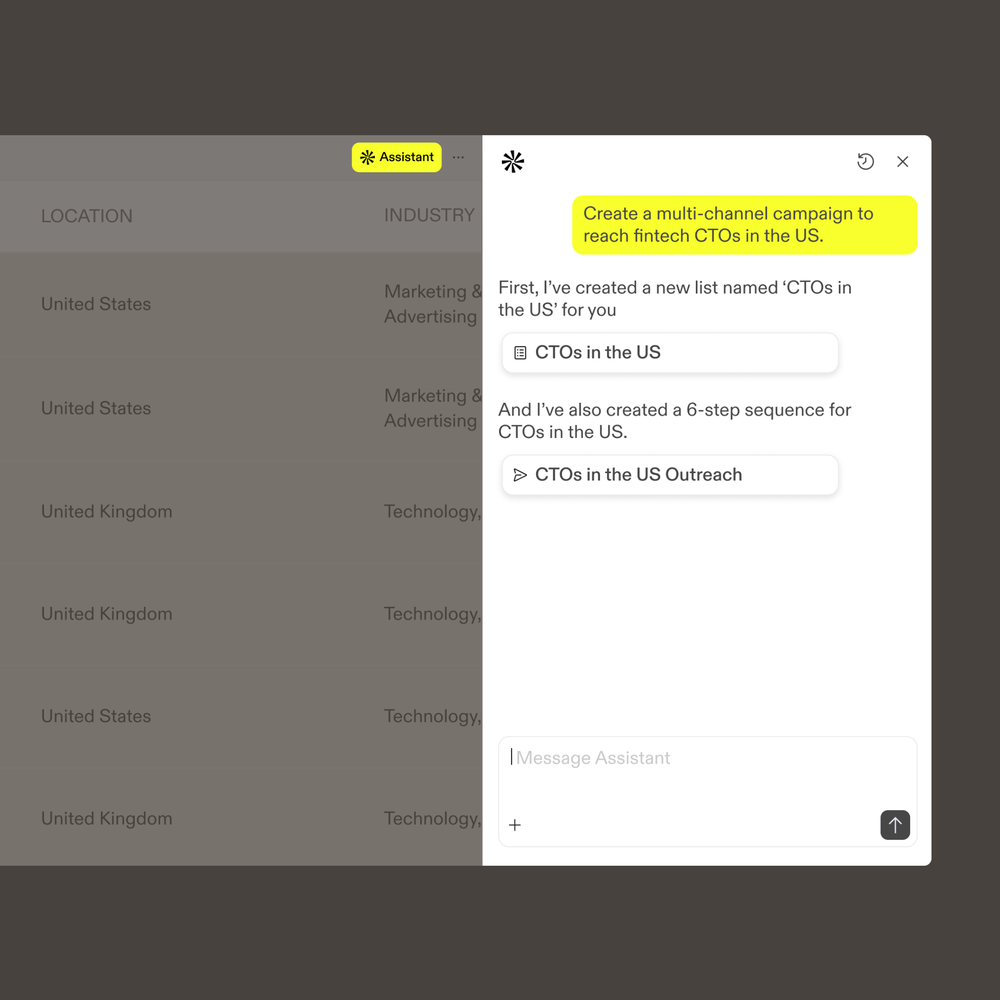 Assistant
LOCATION
INDUSTRY
United States
Marketing &
Advertising
United States
Marketing &
Advertising
United Kingdom
Technology,
United Kingdom
Technology,
United States
Technology,
United Kingdom
Technology,
Create a multi-channel campaign to
reach fintech CTOs in the US.
First, I’ve created a new list named ‘CTOs in
the US’ for you
CTOs in the US
And I’ve also created a 6-step sequence for
CTOs in the US.
CTOs in the US Outreach
Message Assistant